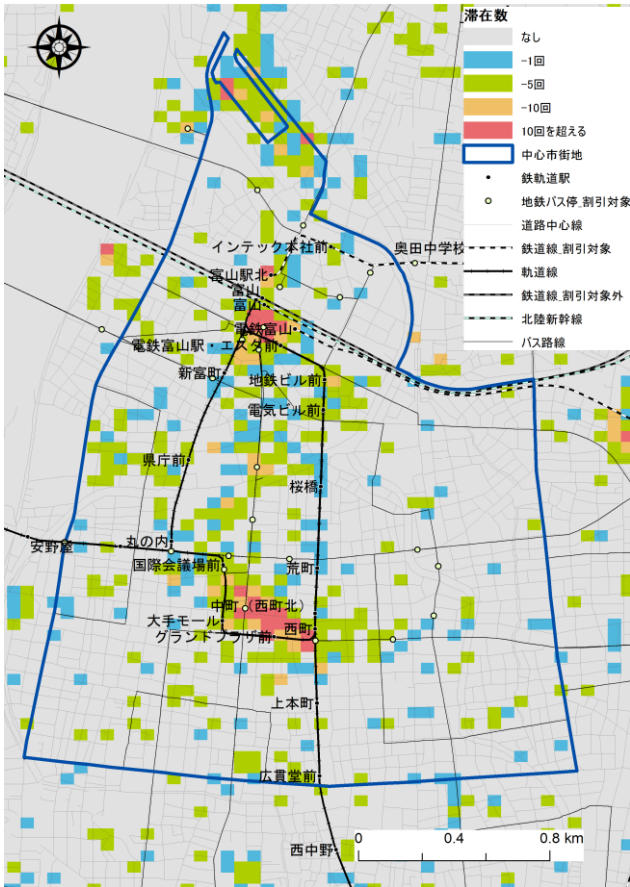 滞在数
なし
-1回
-5回
-10回
10回を超える
中心市街地
鉄軌道駅
地鉄バス停_割引対象
道路中心線
鉄道線_割引対象
軌道線
鉄道線_割引対象外
北陸新幹線
バス路線
インテック本社前
奥田中学校
富山駅北
富山
富山
電鉄富山
電鉄富山駅・エスタ前
新富町
地鉄ビル前
電気ビル前
県庁前
桜橋
丸の内
安野屋
国際会議場前
荒町
中町（西町北）
大手モール
西町
グランドプラザ前
上本町
広貫堂前
西中野
0 0.4 0.8 km